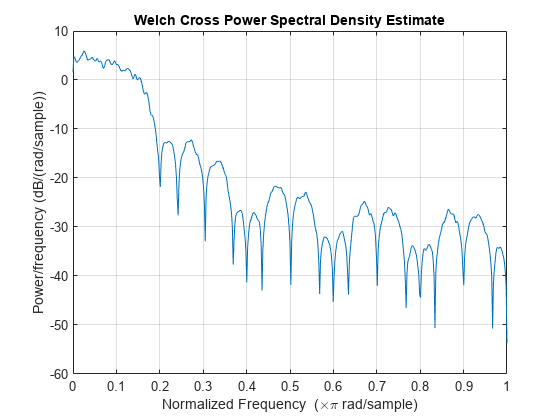 Welch Cross Power Spectral Density Estimate
10
0
-10
-20
-30
-40
-50
-60
Power/frequency (dB/(rad/sample))
0 0.1 0.2 0.3 0.4 0.5 0.6 0.7 0.8 0.9 1
Normalized Frequency (×π rad/sample)